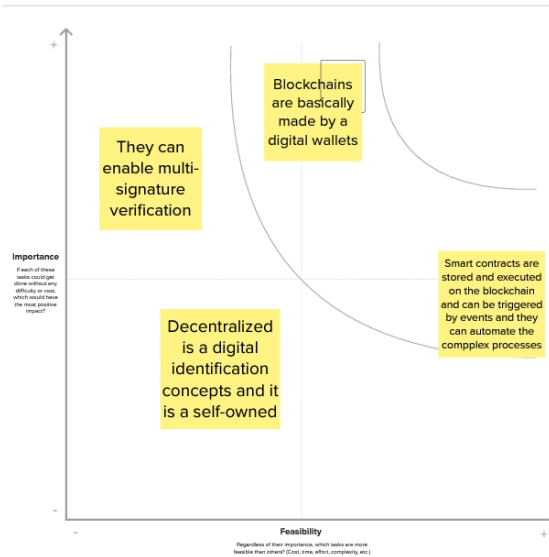 +
Blockchains
are basically
made by a
digital wallets
They can
enable multi-
signature
verification
Importance
If each of these
tasks could get
done without any
difficulty or cost,
which would have
the most positive
impact?
Smart contracts are
stored and executed
on the blockchain
and can be triggered
by events and they
can automate the
compplex processes
Decentralized
is a digital
identification
concepts and it
is a self-owned
-
-
Feasibility
+
Regardless of their importance, which tasks are more
feasible than others? (Cost, time, effort, complexity, etc.)